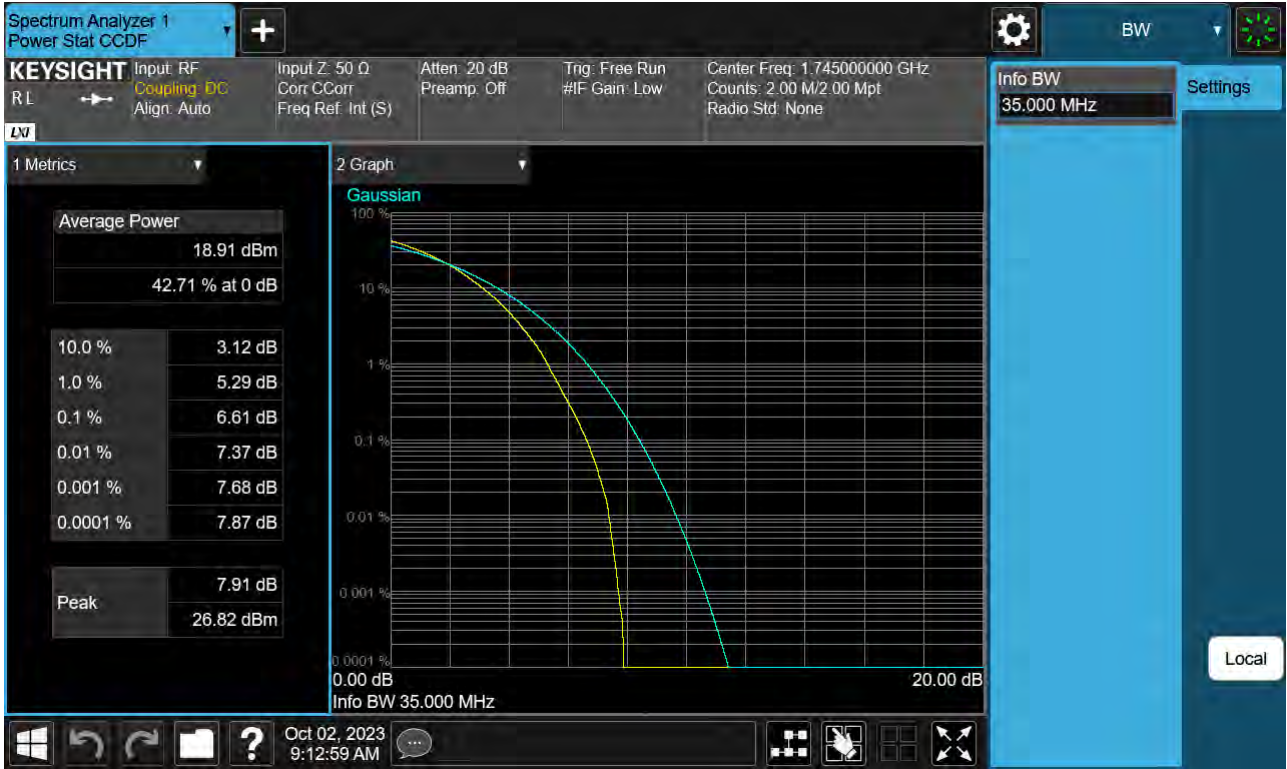 Spectrum Analyzer 1
Power Stat CCDF
+
BW
KEYSIGHT
RL
LXI
Input: RF
Coupling: DC
Align: Auto
Input Z: 50 Ω
Corr CCorr
Freq Ref: Int (S)
Atten: 20 dB
Preamp: Off
Trig: Free Run
#IF Gain: Low
Center Freq: 1.745000000 GHz
Counts: 2.00 M/2.00 Mpt
Radio Std: None
Info BW
35.000 MHz
Settings
1 Metrics
Average Power
18.91 dBm
42.71 % at 0 dB
10.0 % 3.12 dB
1.0 % 5.29 dB
0.1 % 6.61 dB
0.01 % 7.37 dB
0.001 % 7.68 dB
0.0001 % 7.87 dB
Peak
7.91 dB
26.82 dBm
2 Graph
Gaussian
100 %
10 %
1 %
0.1 %
0.01 %
0.001 %
0.0001 %
0.00 dB 20.00 dB
Info BW 35.000 MHz
Local
?
Oct 02, 2023
9:12:59 AM